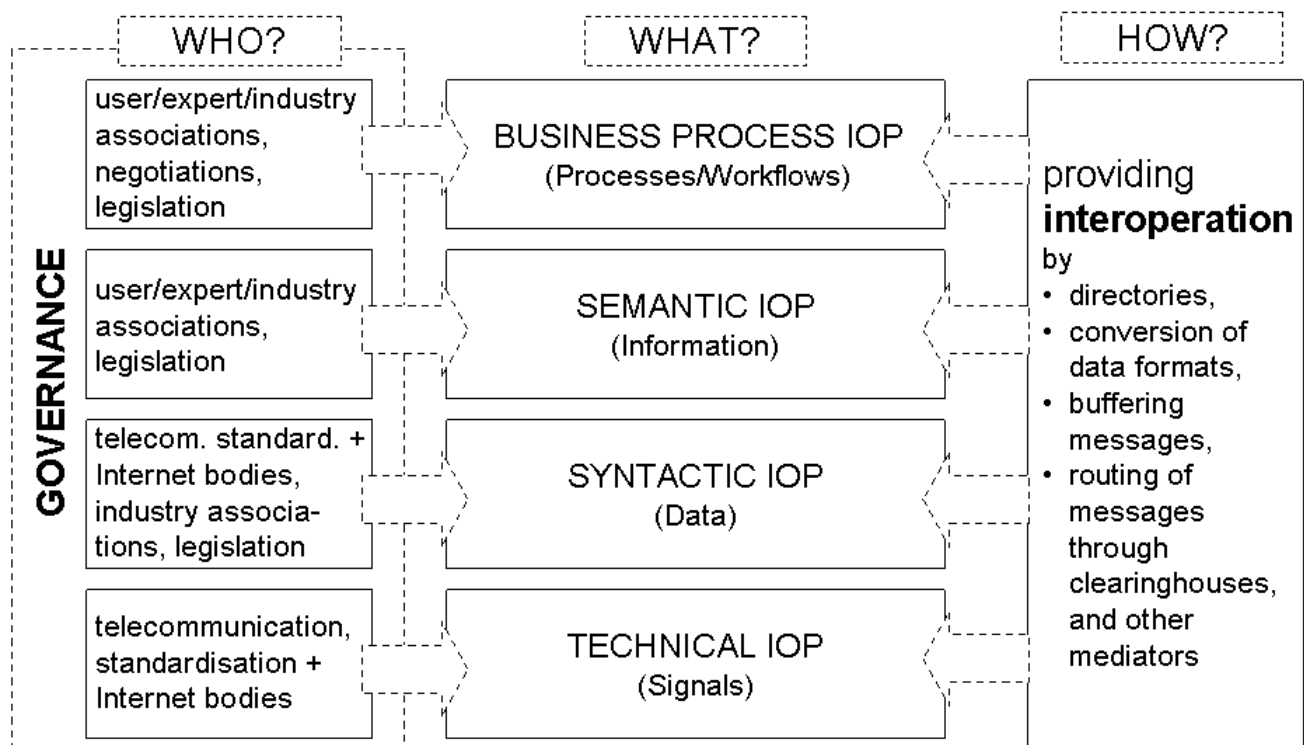 WHO?
WHAT?
HOW?
GOVERNANCE
user/expert/industry
associations,
negotiations,
legislation
BUSINESS PROCESS IOP
(Processes/Workflows)
user/expert/industry
associations,
legislation
SEMANTIC IOP
(Information)
telecom. standard. +
Internet bodies,
industry associa-
tions, legislation
SYNTACTIC IOP
(Data)
telecommunication,
standardisation +
Internet bodies
TECHNICAL IOP
(Signals)
providing
interoperation
by
• directories,
• conversion of
data formats,
• buffering
messages,
• routing of
messages
through
clearinghouses,
and other
mediators